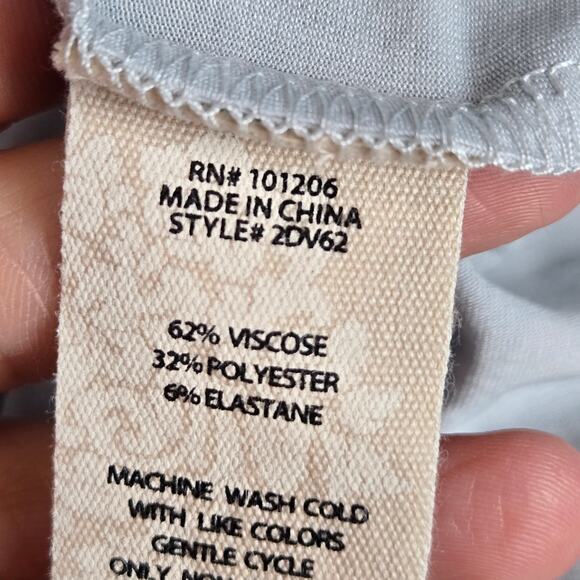 RN# 101206
MADE IN CHINA
STYLE# 2DV62
62% VISCOSE
32% POLYESTER
6% ELASTANE
MACHINE WASH COLD
WITH LIKE COLORS
GENTLE CYCLE
ONLY